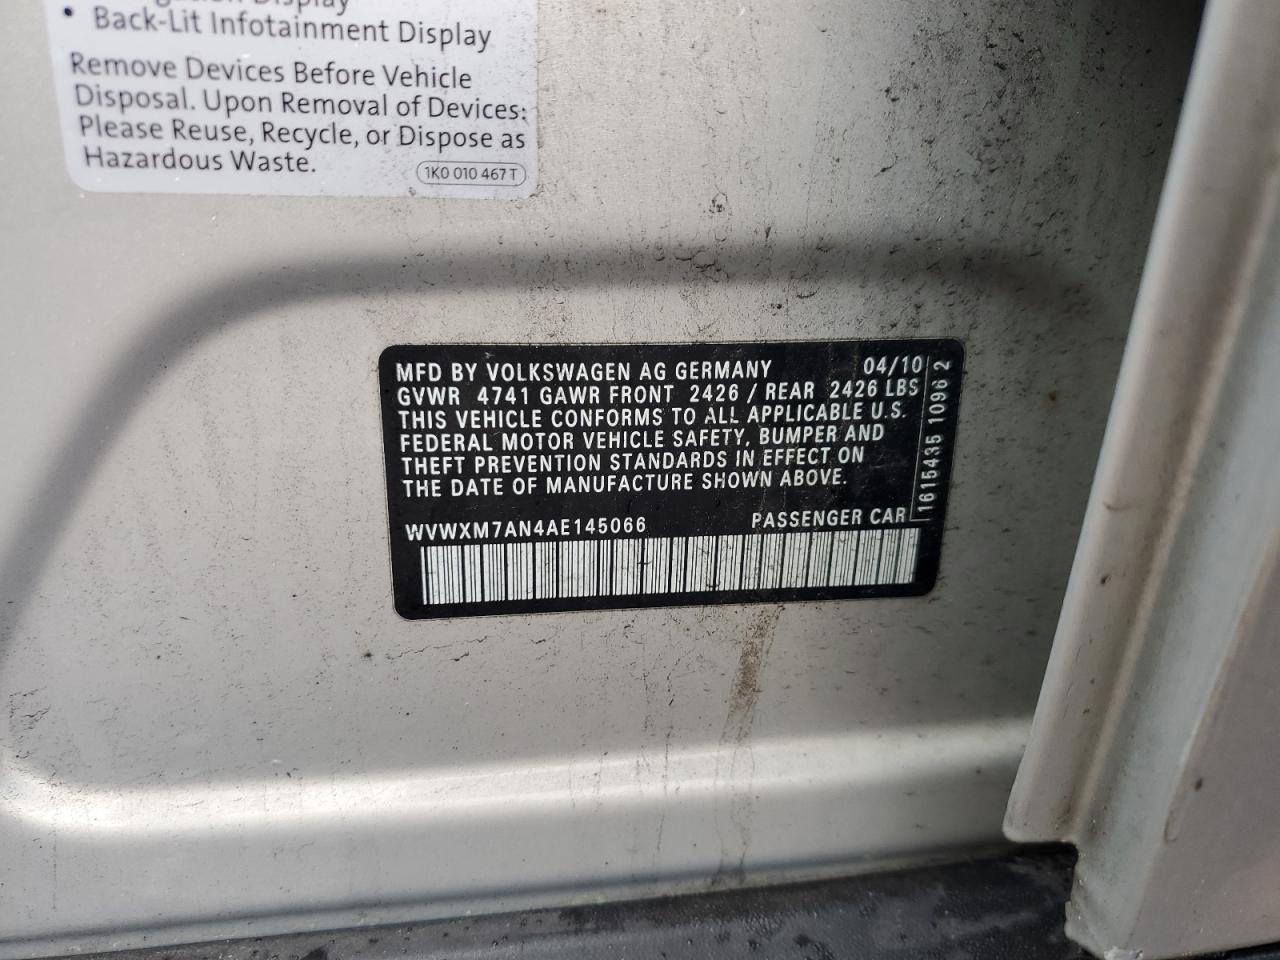 • Back-Lit Infotainment Display
Remove Devices Before Vehicle
Disposal. Upon Removal of Devices:
Please Reuse, Recycle, or Dispose as
Hazardous Waste.
1K0 010 467 T
MFD BY VOLKSWAGEN AG GERMANY 04/10
GVWR 4741 GAWR FRONT 2426 / REAR 2426 LBS
THIS VEHICLE CONFORMS TO ALL APPLICABLE U.S.
FEDERAL MOTOR VEHICLE SAFETY, BUMPER AND
THEFT PREVENTION STANDARDS IN EFFECT ON
THE DATE OF MANUFACTURE SHOWN ABOVE.
WVWXM7AN4AE145066 PASSENGER CAR
1615435 1096 2